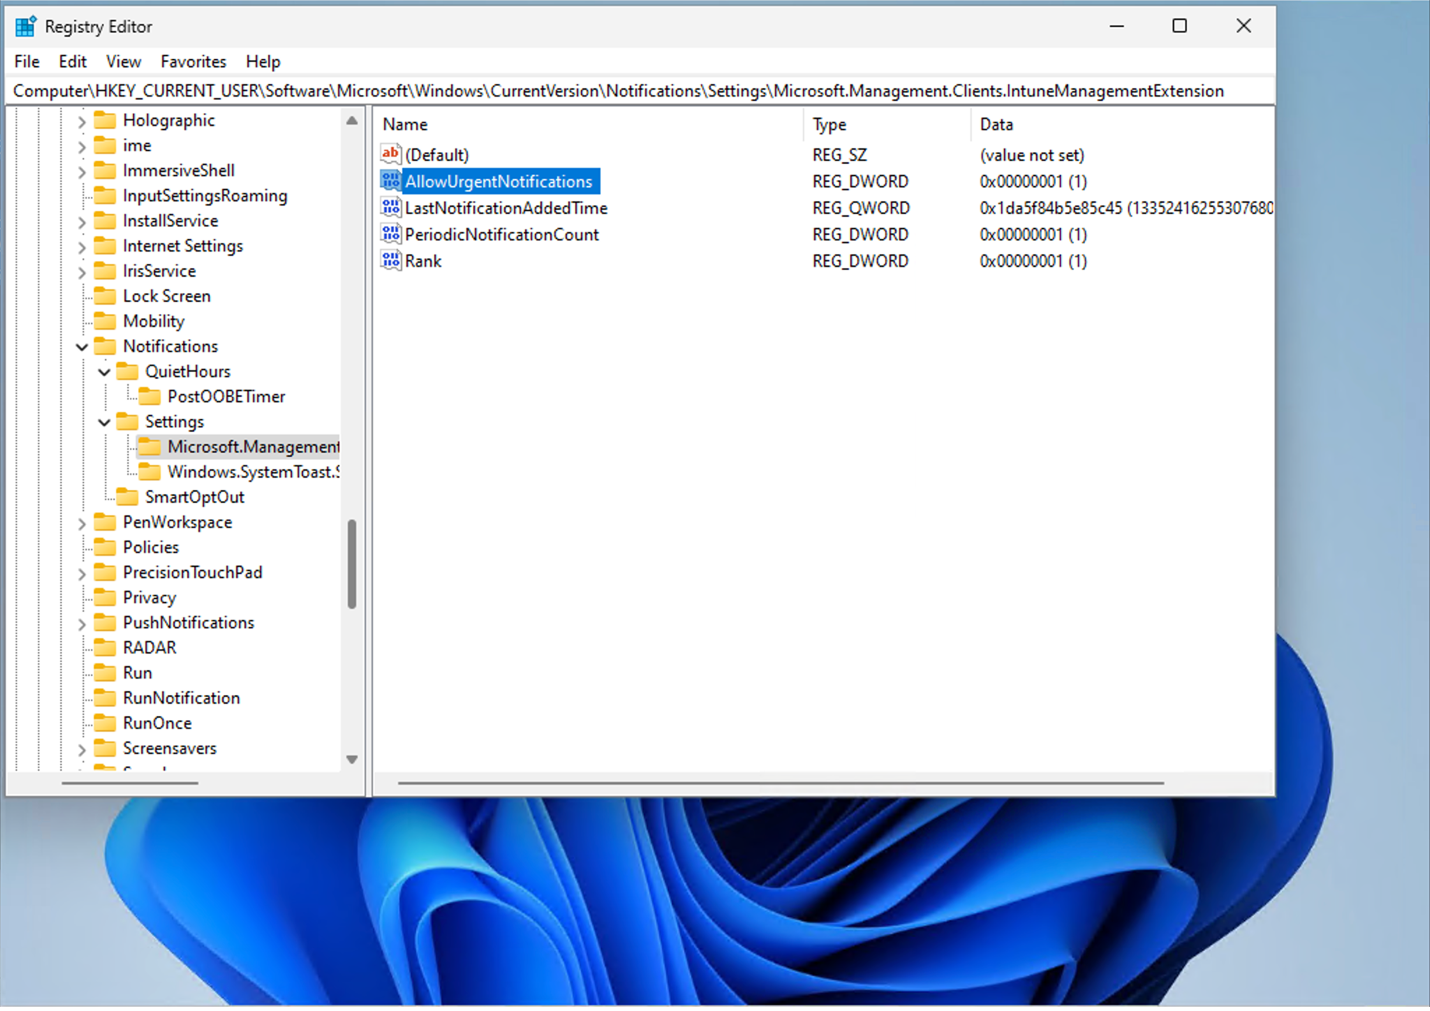 Registry Editor
File Edit View Favorites Help
Computer\HKEY_CURRENT_USER\Software\Microsoft\Windows\CurrentVersion\Notifications\Settings\Microsoft.Management.Clients.IntuneManagementExtension
Holographic
ime
ImmersiveShell
InputSettingsRoaming
InstallService
Internet Settings
IrisService
Lock Screen
Mobility
Notifications
QuietHours
PostOOBETimer
Settings
Microsoft.Management
Windows.SystemToast.S
SmartOptOut
PenWorkspace
Policies
PrecisionTouchPad
Privacy
PushNotifications
RADAR
Run
RunNotification
RunOnce
Screensavers
Name Type Data
(Default) REG_SZ (value not set)
AllowUrgentNotifications REG_DWORD 0x00000001 (1)
LastNotificationAddedTime REG_QWORD 0x1da5f84b5e85c45 (13352416255307680
PeriodicNotificationCount REG_DWORD 0x00000001 (1)
Rank REG_DWORD 0x00000001 (1)